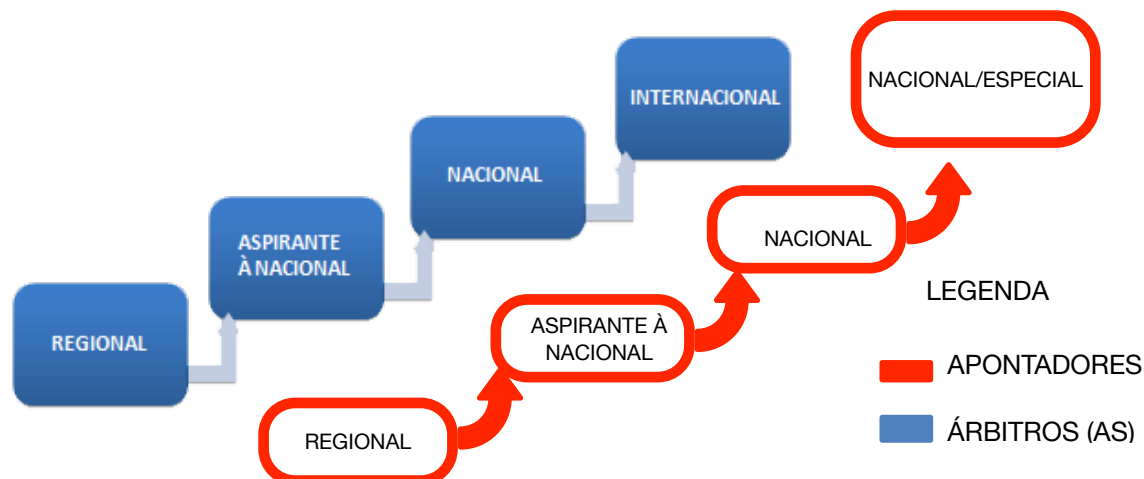 NACIONAL/ESPECIAL
INTERNACIONAL
NACIONAL
ASPIRANTE
À NACIONAL
REGIONAL
NACIONAL
ASPIRANTE À
NACIONAL
REGIONAL
LEGENDA
APONTADORES
ÁRBITROS (AS)